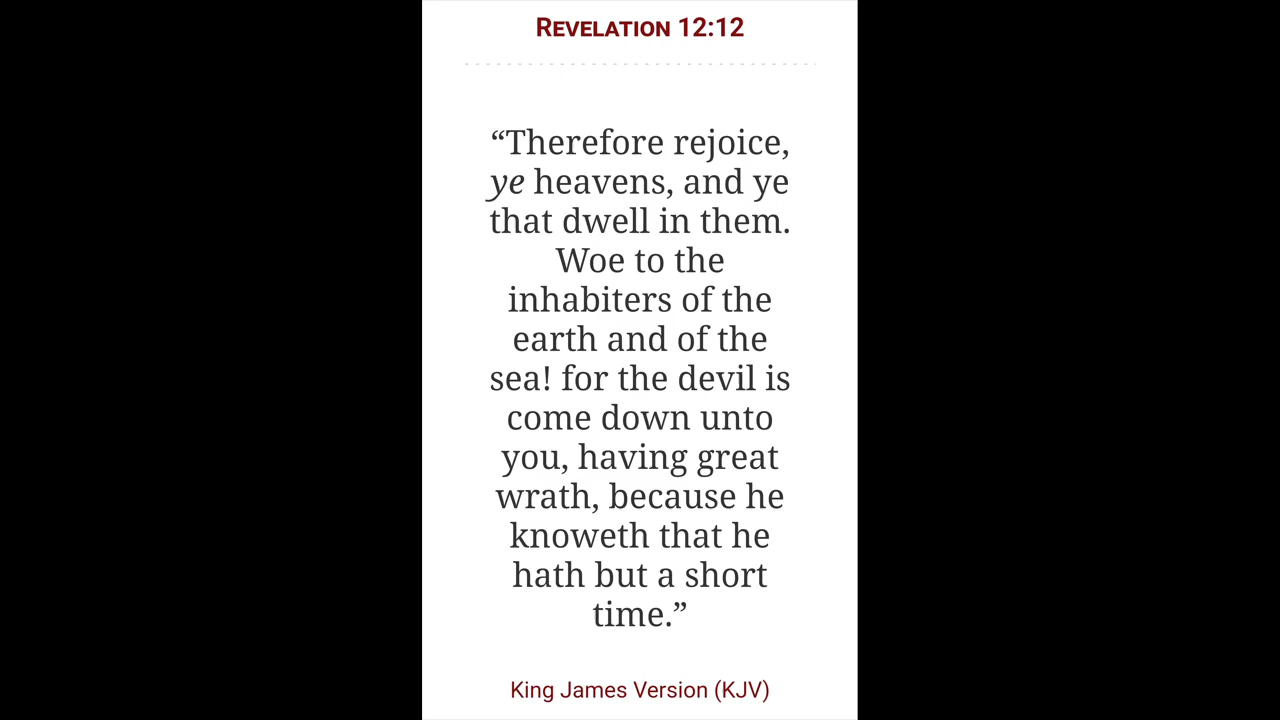 REVELATION 12:12
“Therefore rejoice,
ye heavens, and ye
that dwell in them.
Woe to the
inhabiters of the
earth and of the
sea! for the devil is
come down unto
you, having great
wrath, because he
knoweth that he
hath but a short
time.”
King James Version (KJV)